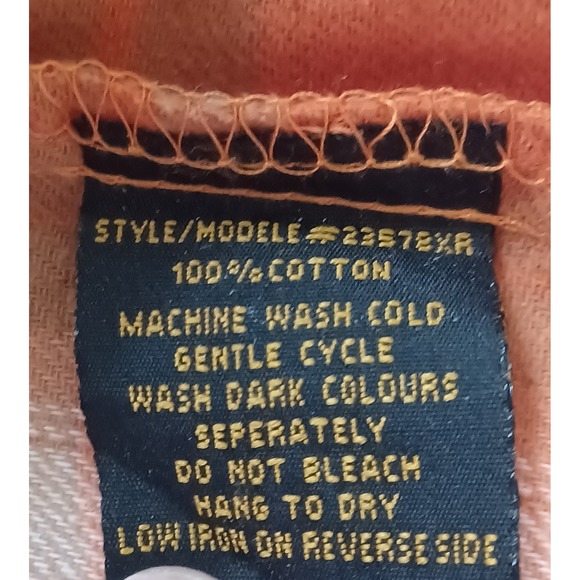 STYLE/MODELE #23578XR
100% COTTON
MACHINE WASH COLD
GENTLE CYCLE
WASH DARK COLOURS
SEPERATELY
DO NOT BLEACH
HANG TO DRY
LOW IRON ON REVERSE SIDE